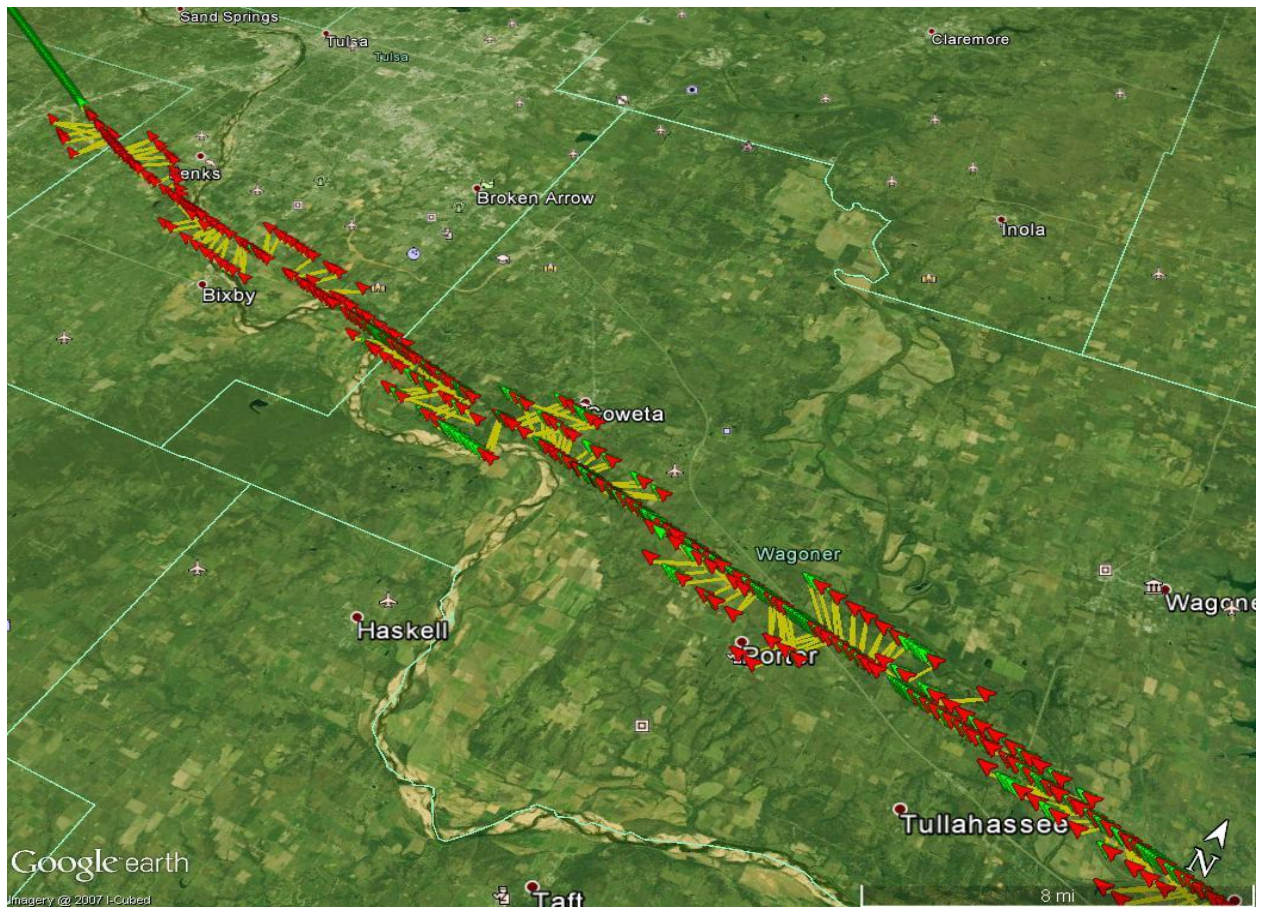 Sand Springs
Tulsa
Tulsa
Claremore
enks
Broken Arrow
Inola
Bixby
Coweta
Wagoner
Wagone
Haskell
Porter
Tullahassee
N
Google earth
8 mi
Imagery @ 2007 I-Cubed
Taft